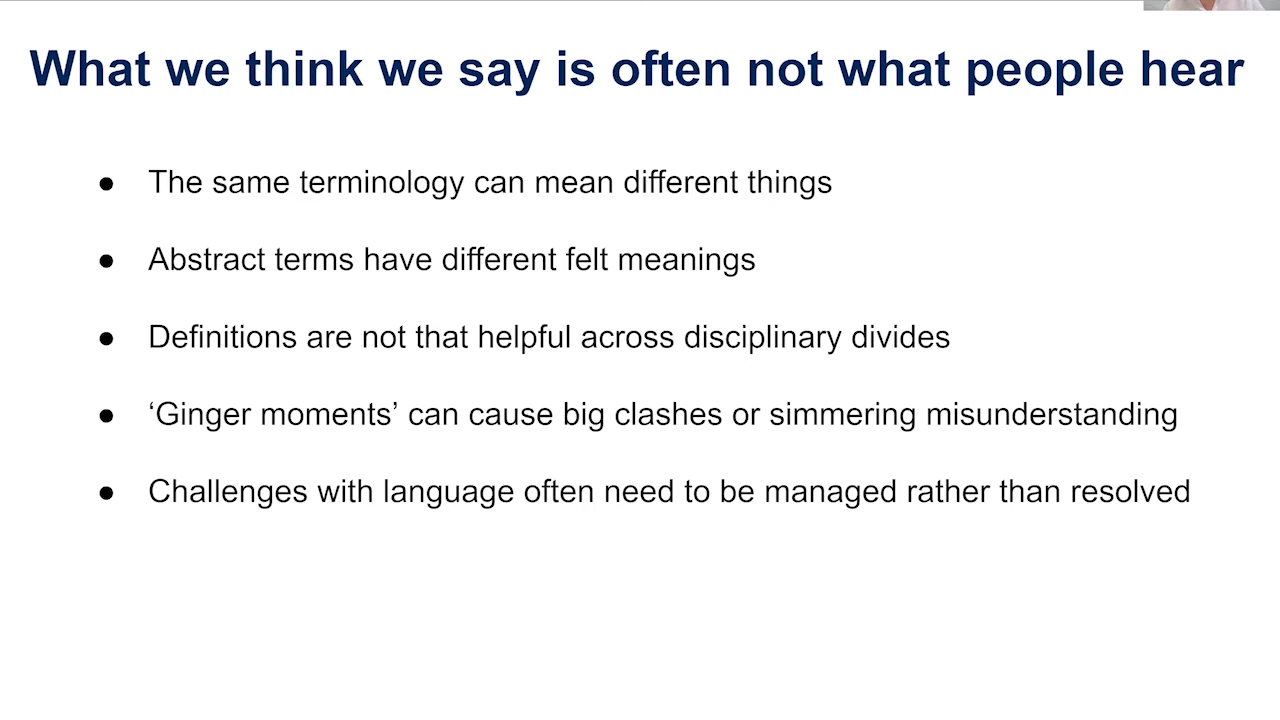 What we think we say is often not what people hear
● The same terminology can mean different things
● Abstract terms have different felt meanings
● Definitions are not that helpful across disciplinary divides
● ‘Ginger moments’ can cause big clashes or simmering misunderstanding
● Challenges with language often need to be managed rather than resolved